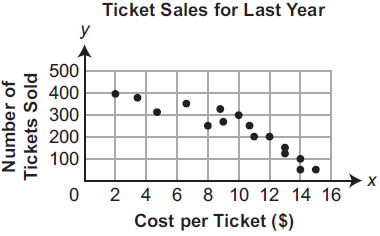 Ticket Sales for Last Year
y
500
400
300
200
100
Number of
Tickets Sold
0 2 4 6 8 10 12 14 16
x
Cost per Ticket ($)